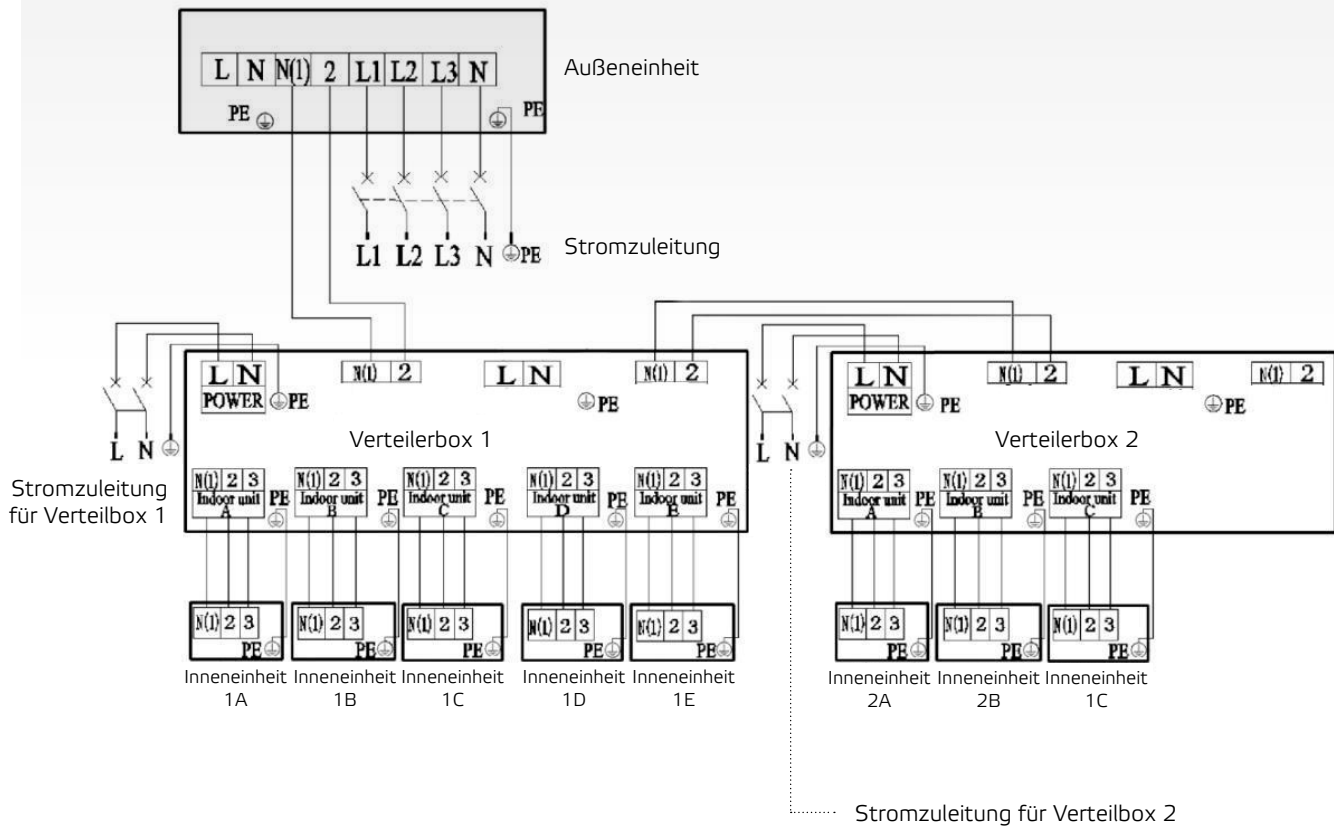 L N N(1) 2 L1 L2 L3 N
Außeneinheit
PE PE
L1 L2 L3 N PE
Stromzuleitung
L N N(1) 2 L N N(1) 2
POWER PE PE
Verteilerbox 1
L N
Stromzuleitung
für Verteilbox 1
N(1) 2 3 N(1) 2 3 N(1) 2 3 N(1) 2 3 N(1) 2 3
Indoor unit PE Indoor unit PE Indoor unit PE Indoor unit PE Indoor unit PE
A B C D E
N(1) 2 3 N(1) 2 3 N(1) 2 3 N(1) 2 3 N(1) 2 3
PE PE PE PE PE
Inneneinheit Inneneinheit Inneneinheit Inneneinheit Inneneinheit
1A 1B 1C 1D 1E
L N N(1) 2 L N N(1) 2
POWER PE PE
Verteilerbox 2
L N
N(1) 2 3 N(1) 2 3 N(1) 2 3
Indoor unit PE Indoor unit PE Indoor unit PE
A B C
N(1) 2 3 N(1) 2 3 N(1) 2 3
PE PE PE
Inneneinheit Inneneinheit Inneneinheit
2A 2B 1C
Stromzuleitung für Verteilbox 2